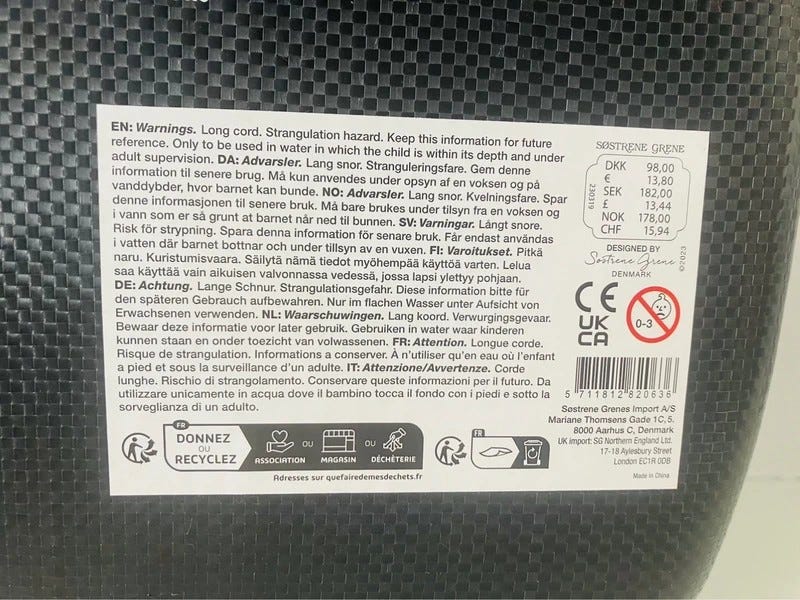 EN: Warnings. Long cord. Strangulation hazard. Keep this information for future
reference. Only to be used in water in which the child is within its depth and under
adult supervision. DA: Advarsler. Lang snor. Stranguleringsfare. Gem denne
information til senere brug. Må kun anvendes under opsyn af en voksen og på
vanddybder, hvor barnet kan bunde. NO: Advarsler. Lang snor. Kvelningsfare. Spar
denne informasjonen til senere bruk. Må bare brukes under tilsyn fra en voksen og
i vann som er så grunt at barnet når ned til bunnen. SV: Varningar. Långt snore.
Risk för strypning. Spara denna information för senare bruk. Får endast användas
i vatten där barnet bottnar och under tillsyn av en vuxen. FI: Varoitukset. Pitkä
naru. Kuristumisvaara. Säilytä nämä tiedot myöhempää käyttöä varten. Lelua
saa käyttää vain aikuisen valvonnassa vedessä, jossa lapsi ylettyy pohjaan.
DE: Achtung. Lange Schnur. Strangulationsgefahr. Diese information bitte für
den späteren Gebrauch aufbewahren. Nur im flachen Wasser unter Aufsicht von
Erwachsenen verwenden. NL: Waarschuwingen. Lang koord. Verwurgingsgevaar.
Bewaar deze informatie voor later gebruik. Gebruiken in water waar kinderen
kunnen staan en onder toezicht van volwassenen. FR: Attention. Longue corde.
Risque de strangulation. Informations a conserver. À n'utiliser qu'en eau où l'enfant
a pied et sous la surveillance d'un adulte. IT: Attenzione/Avvertenze. Corde
lunghe. Rischio di strangolamento. Conservare queste informazioni per il futuro. Da
utilizzare unicamente in acqua dove il bambino tocca il fondo con i piedi e sotto la
sorveglianza di un adulto.
SØSTRENE GRENE
DKK 98,00
€ 13,80
SEK 182,00
£ 13,44
NOK 178,00
CHF 15,94
230319
DESIGNED BY
Søstrene Grene
DENMARK
©2023
CE
UK
CA
0-3
5 711812 820636
Søstrene Grenes Import A/S
Mariane Thomsens Gade 1C, 5.
8000 Aarhus C, Denmark
UK import: SG Northern England Ltd.
17-18 Aylesbury Street
London EC1R 0DB
Made in China
FR
DONNEZ
OU
RECYCLEZ
ASSOCIATION
OU
MAGASIN
OU
DÉCHÈTERIE
Adresses sur quefairedemesdechets.fr
FR